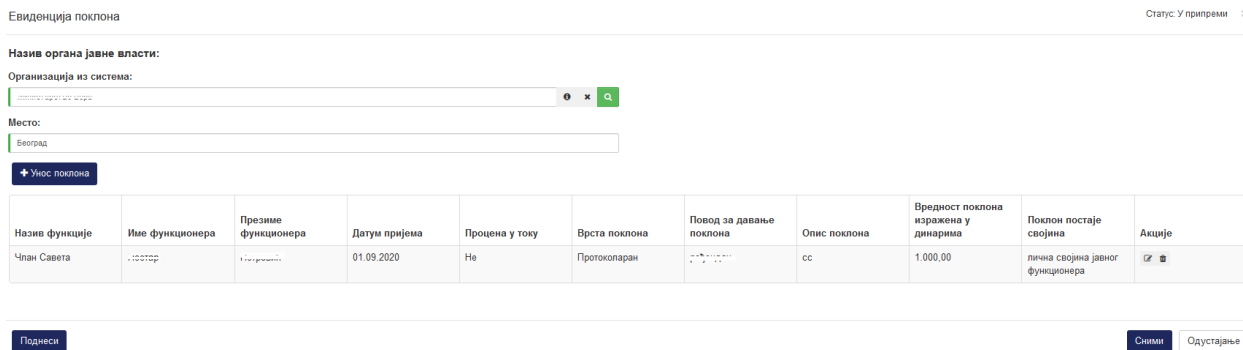 Евиденција поклона
Статус: У припреми
Назив органа јавне власти:
Организација из система:
Место:
Београд
Унос поклона
Назив функције
Име функционера
Презиме функционера
Датум пријема
Процена у току
Врста поклона
Повод за давање поклона
Опис поклона
Вредност поклона изражена у динарима
Поклон постаје својина
Акције
Члан Савета
01.09.2020
Не
Протоколаран
сс
1.000,00
лична својина јавног функционера
Поднеси
Сними
Одустајање